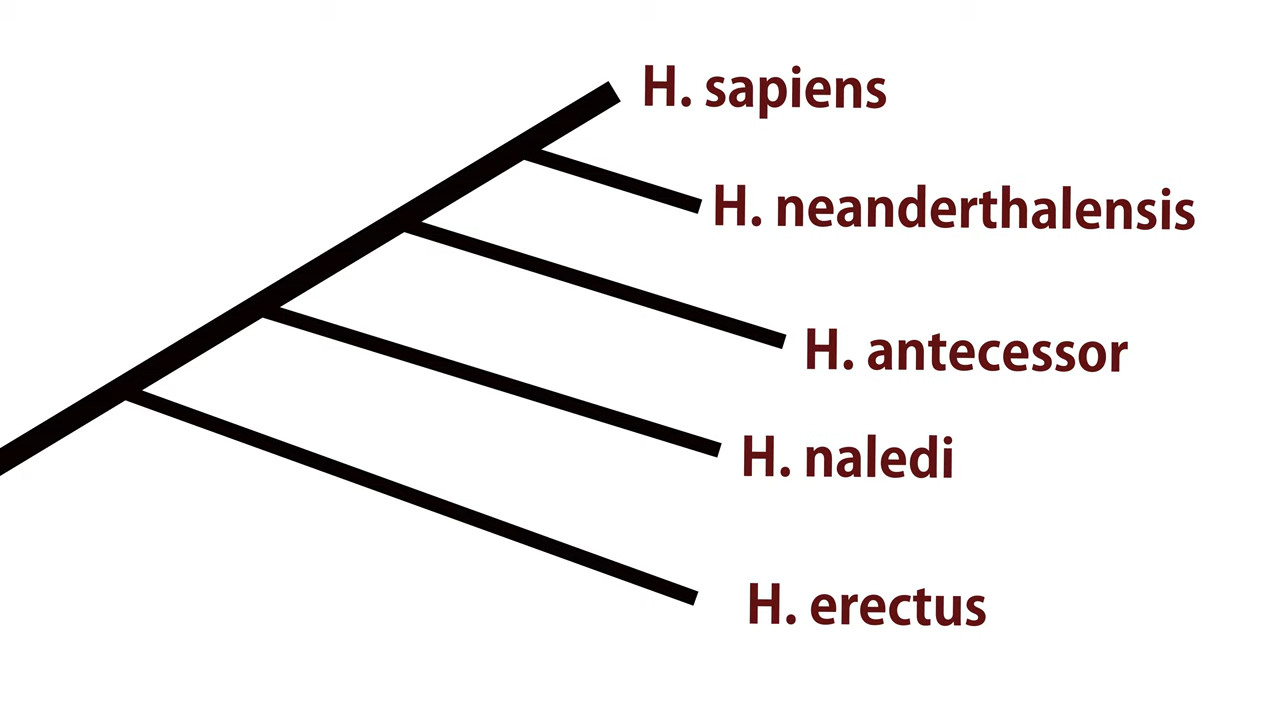 H. sapiens
H. neanderthalensis
H. antecessor
H. naledi
H. erectus